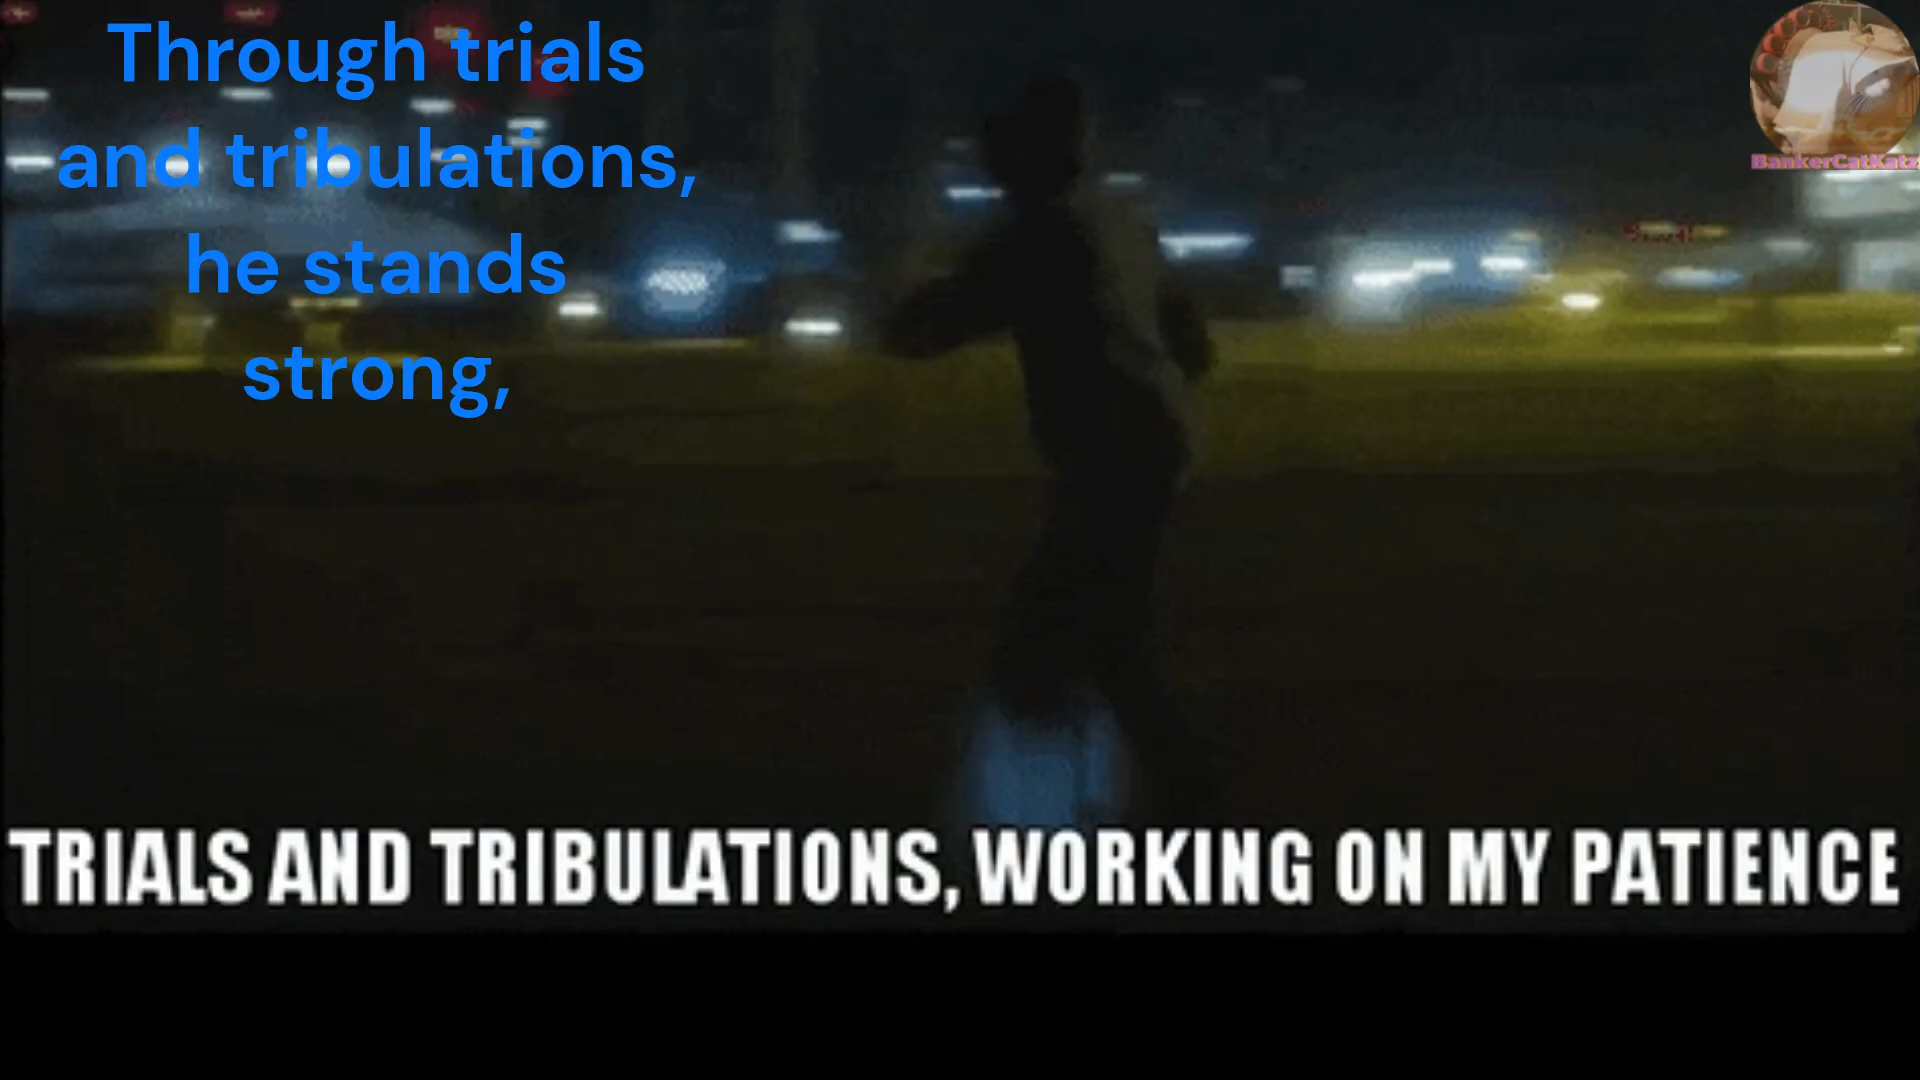 Through trials
and tribulations,
he stands
strong,
BankerCatKatz
TRIALS AND TRIBULATIONS, WORKING ON MY PATIENCE